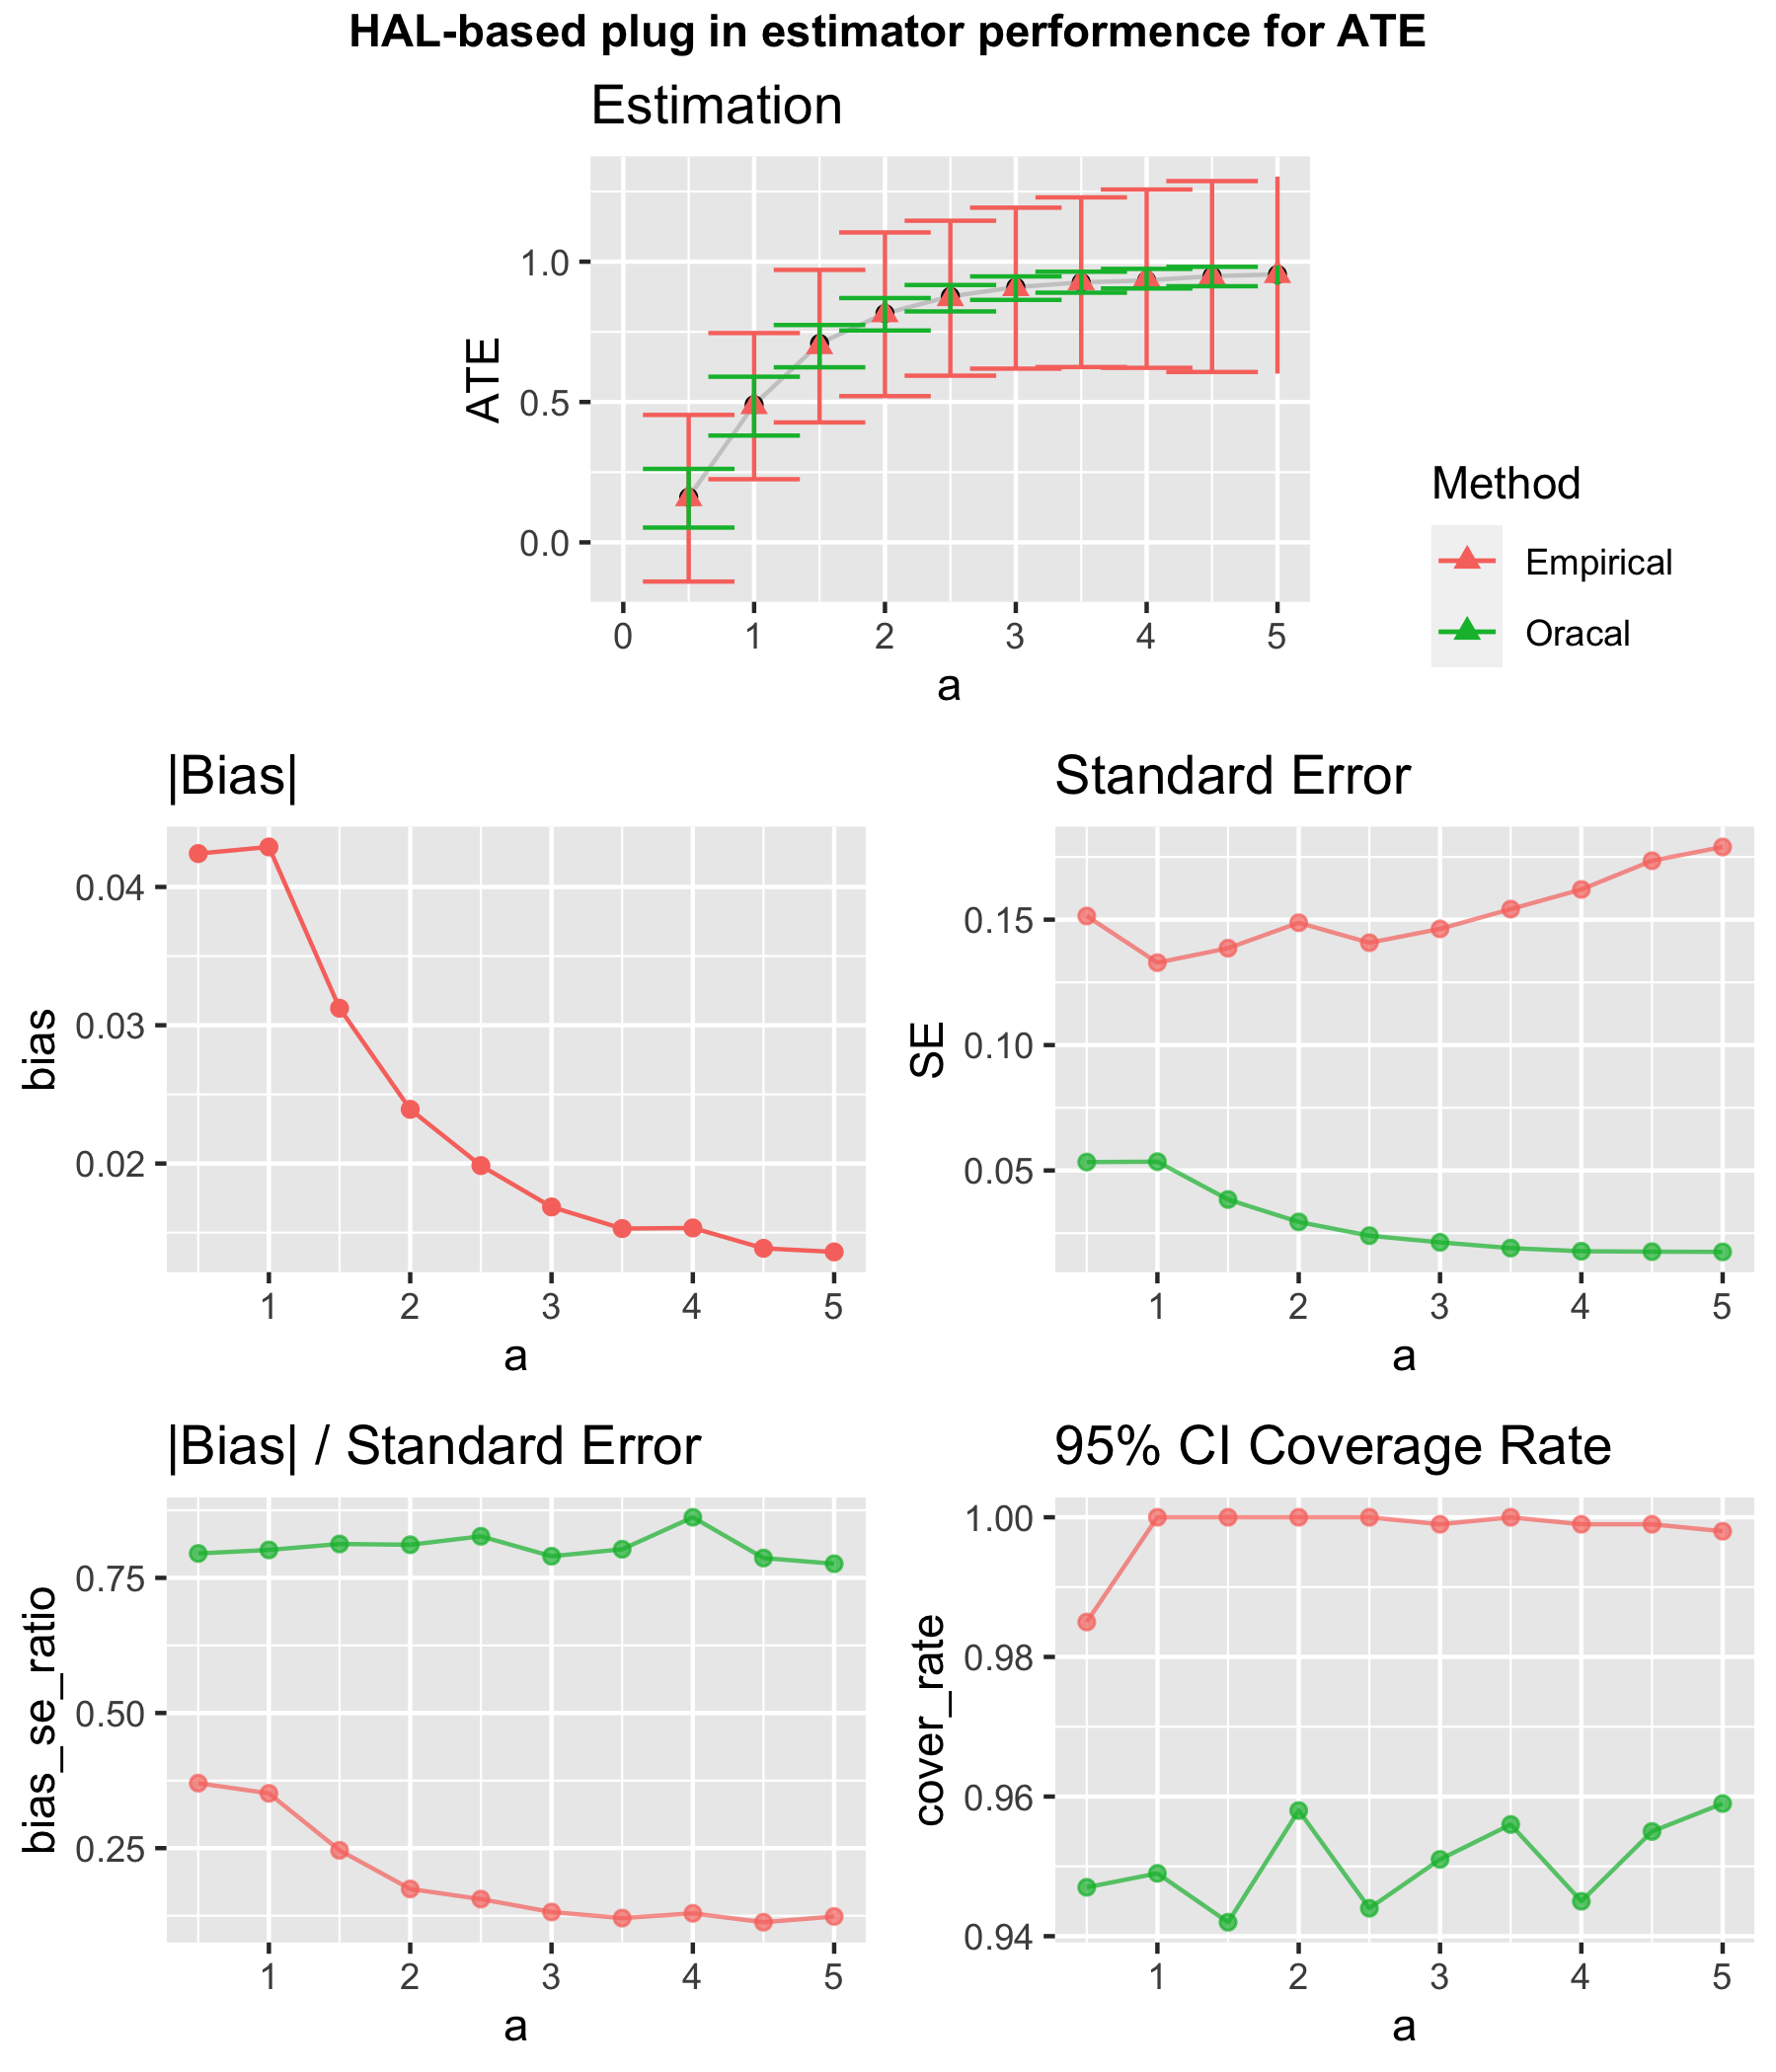 HAL-based plug in estimator performence for ATE
Estimation
ATE
1.0
0.5
0.0
0 1 2 3 4 5
a
Method
Empirical
Oracal
|Bias|
bias
0.04
0.03
0.02
1 2 3 4 5
a
Standard Error
SE
0.15
0.10
0.05
1 2 3 4 5
a
|Bias| / Standard Error
bias_se_ratio
0.75
0.50
0.25
1 2 3 4 5
a
95% CI Coverage Rate
cover_rate
1.00
0.98
0.96
0.94
1 2 3 4 5
a